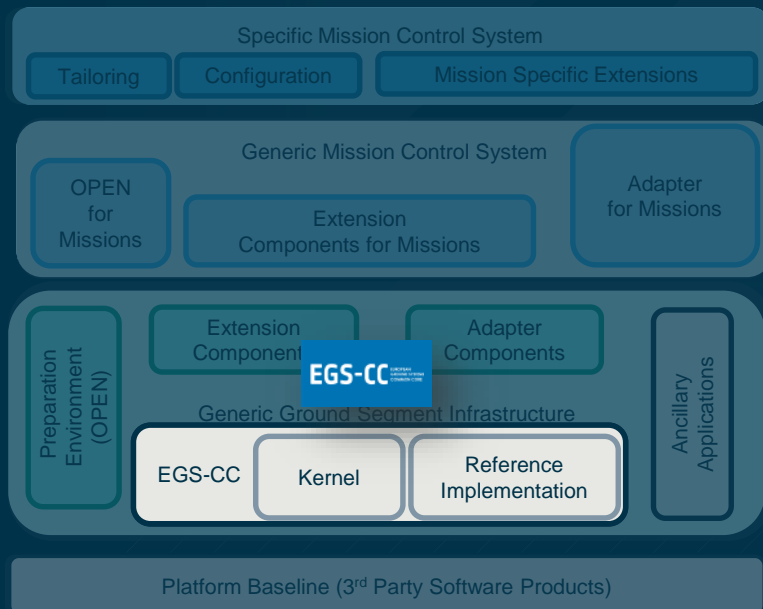 Specific Mission Control System
Tailoring
Configuration
Mission Specific Extensions
Generic Mission Control System
OPEN
for
Missions
Extension
Components for Missions
Adapter
for Missions
Preparation
Environment
(OPEN)
Extension
Component
Adapter
Components
EGS-CC
Generic Ground Segment Infrastructure
EGS-CC
Kernel
Reference
Implementation
Ancillary
Applications
Platform Baseline (3rd Party Software Products)